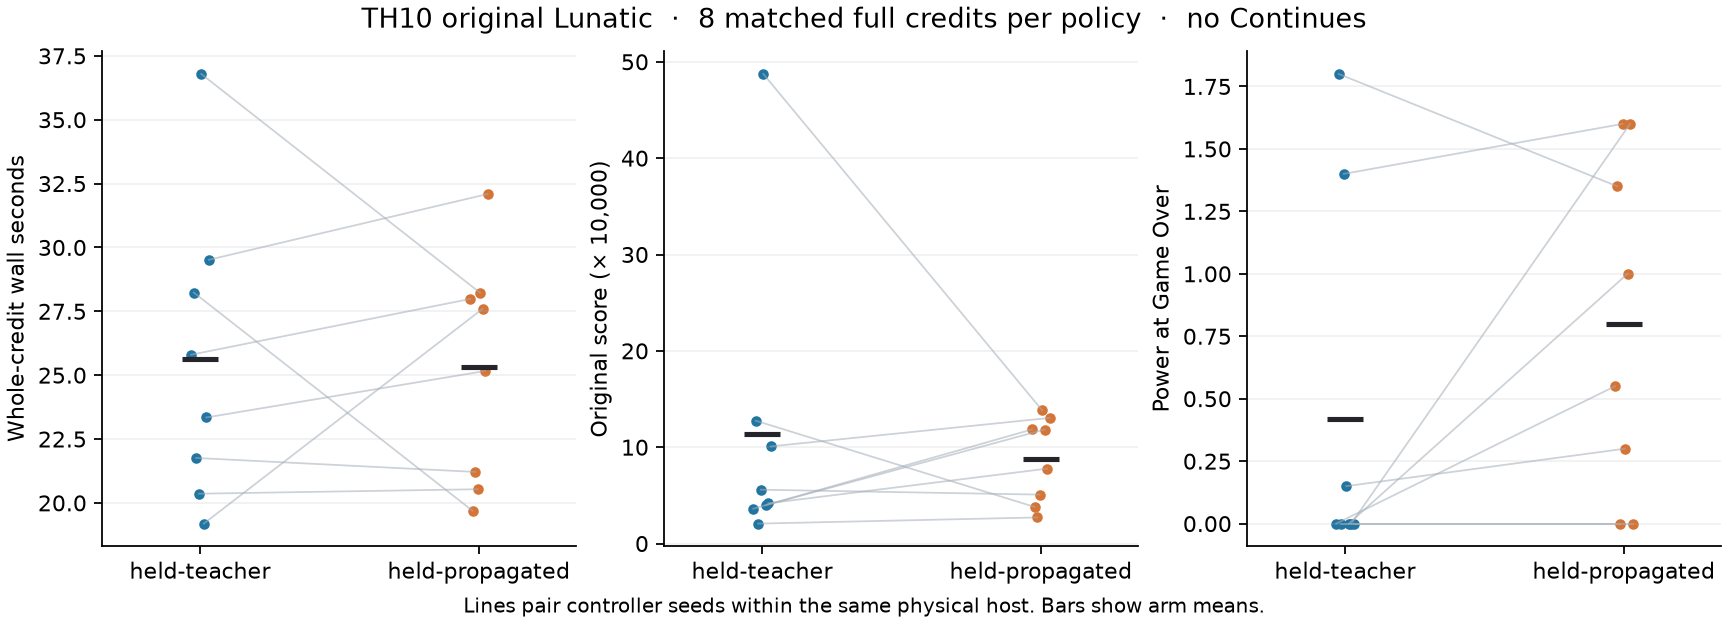 TH10 original Lunatic · 8 matched full credits per policy · no Continues
Whole-credit wall seconds
37.5
35.0
32.5
30.0
27.5
25.0
22.5
20.0
held-teacher
held-propagated
Original score (× 10,000)
50
40
30
20
10
0
held-teacher
held-propagated
Power at Game Over
1.75
1.50
1.25
1.00
0.75
0.50
0.25
0.00
held-teacher
held-propagated
Lines pair controller seeds within the same physical host. Bars show arm means.